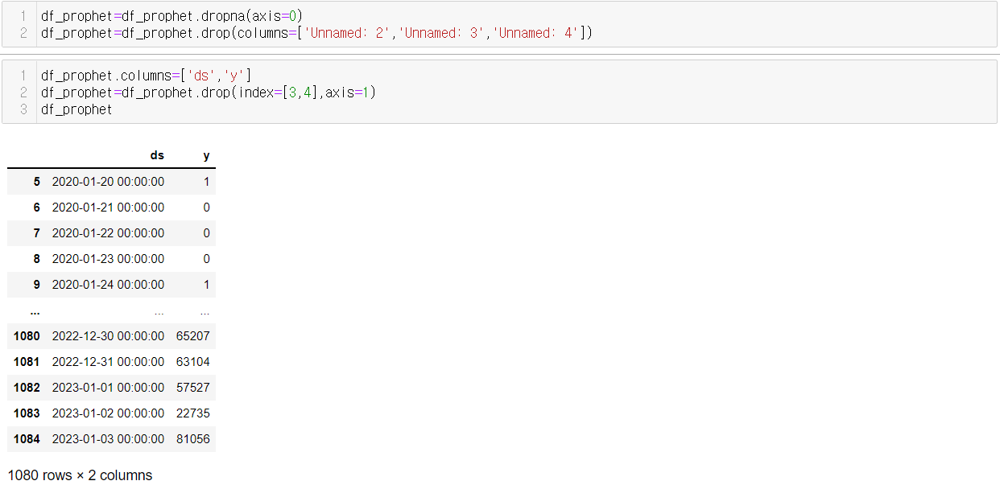 1 df_prophet=df_prophet.dropna(axis=0)
2 df_prophet=df_prophet.drop(columns=['Unnamed: 2','Unnamed: 3','Unnamed: 4'])
1 df_prophet.columns=['ds','y']
2 df_prophet=df_prophet.drop(index=[3,4],axis=1)
3 df_prophet
ds y
5 2020-01-20 00:00:00 1
6 2020-01-21 00:00:00 0
7 2020-01-22 00:00:00 0
8 2020-01-23 00:00:00 0
9 2020-01-24 00:00:00 1
... ... ...
1080 2022-12-30 00:00:00 65207
1081 2022-12-31 00:00:00 63104
1082 2023-01-01 00:00:00 57527
1083 2023-01-02 00:00:00 22735
1084 2023-01-03 00:00:00 81056
1080 rows × 2 columns